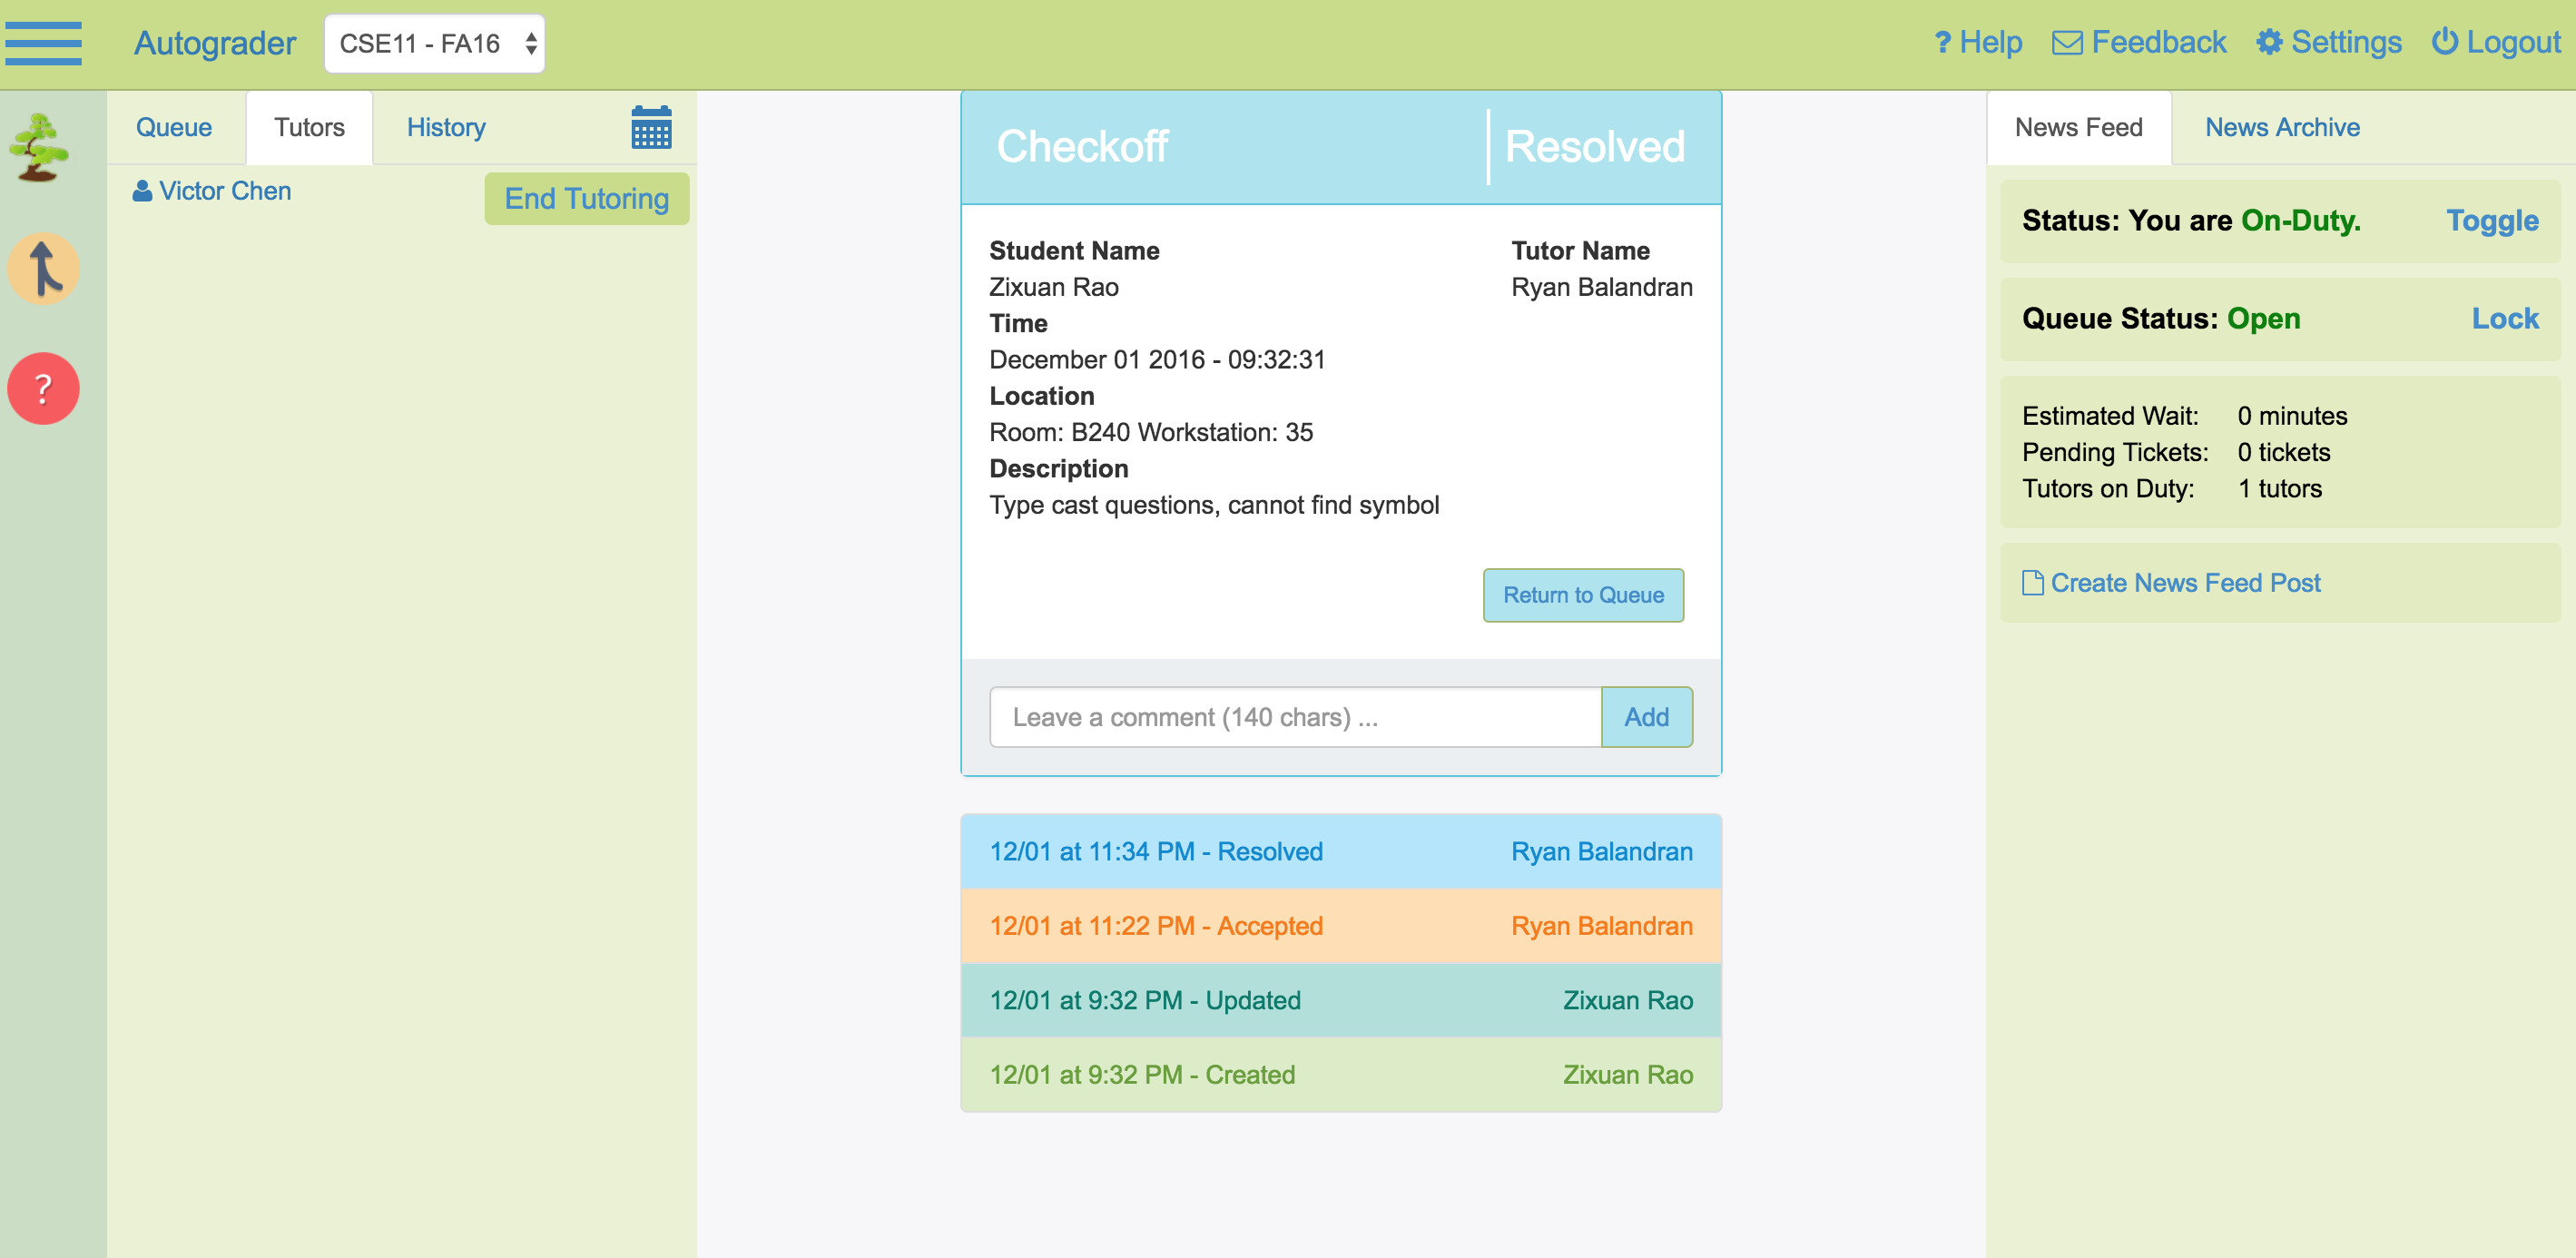 Autograder CSE11 - FA16 ? Help Feedback Settings Logout
Queue Tutors History
Victor Chen End Tutoring
?
Checkoff Resolved
Student Name Tutor Name
Zixuan Rao Ryan Balandran
Time
December 01 2016 - 09:32:31
Location
Room: B240 Workstation: 35
Description
Type cast questions, cannot find symbol
Return to Queue
Leave a comment (140 chars) ... Add
12/01 at 11:34 PM - Resolved Ryan Balandran
12/01 at 11:22 PM - Accepted Ryan Balandran
12/01 at 9:32 PM - Updated Zixuan Rao
12/01 at 9:32 PM - Created Zixuan Rao
News Feed News Archive
Status: You are On-Duty. Toggle
Queue Status: Open Lock
Estimated Wait: 0 minutes
Pending Tickets: 0 tickets
Tutors on Duty: 1 tutors
Create News Feed Post